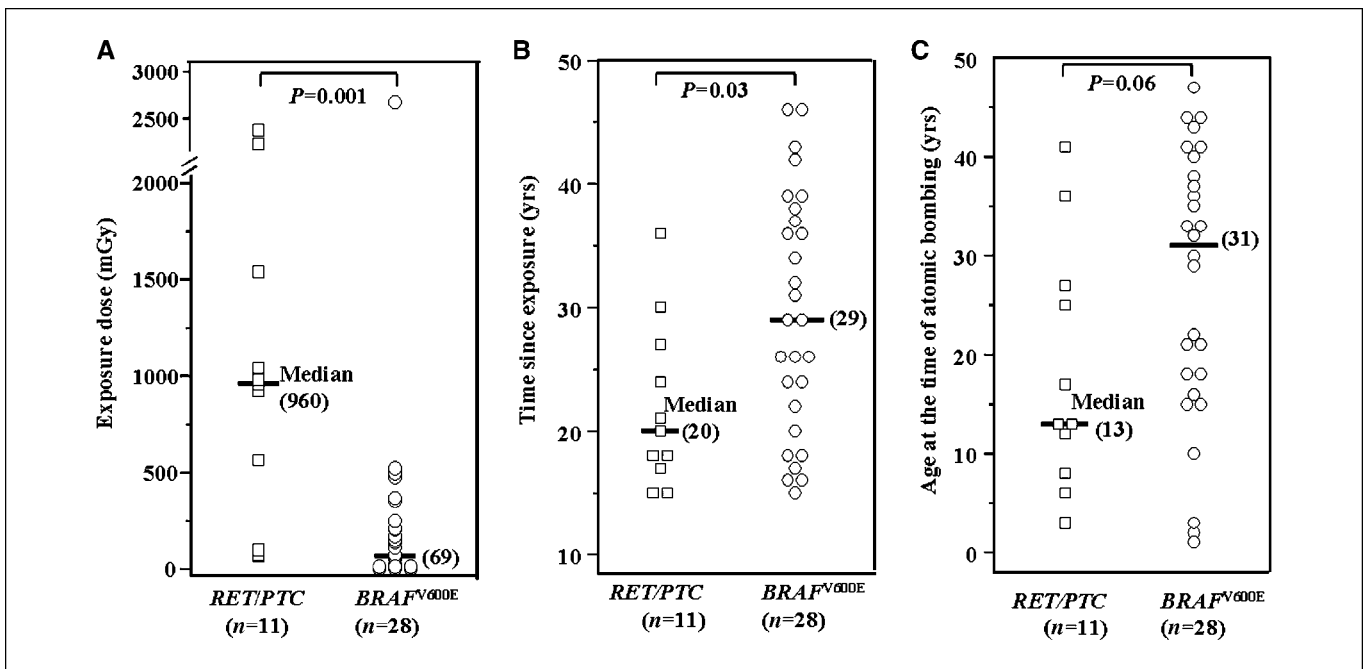 A
Exposure dose (mGy)
3000
2500
2000
1500
1000
500
0
P=0.001
Median
(960)
(69)
RET/PTC
(n=11)
BRAFV600E
(n=28)
B
Time since exposure (yrs)
50
40
30
20
10
P=0.03
Median
(20)
(29)
RET/PTC
(n=11)
BRAFV600E
(n=28)
C
Age at the time of atomic bombing (yrs)
50
40
30
20
10
0
P=0.06
Median
(13)
(31)
RET/PTC
(n=11)
BRAFV600E
(n=28)